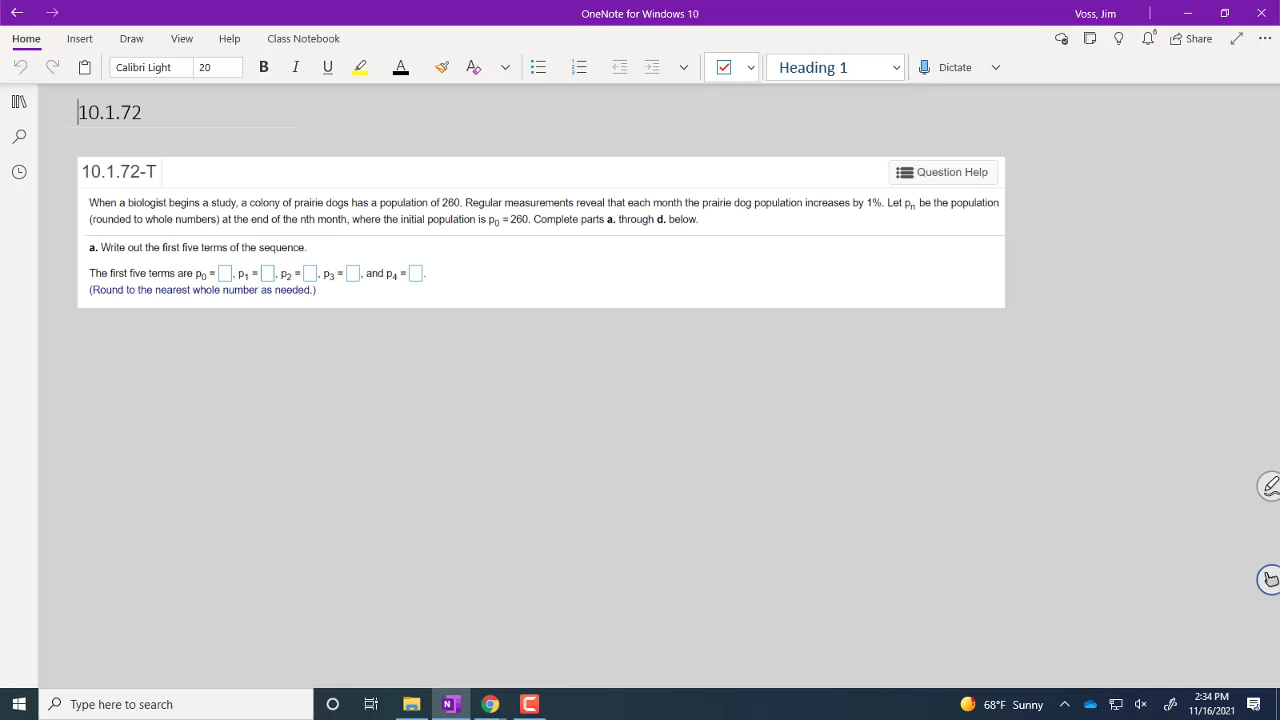 OneNote for Windows 10
Voss, Jim
Home Insert Draw View Help Class Notebook
6 Share
Calibri Light 20 B I U A A Heading 1 Dictate
10.1.72
10.1.72-T
Question Help
When a biologist begins a study, a colony of prairie dogs has a population of 260. Regular measurements reveal that each month the prairie dog population increases by 1%. Let pn be the population
(rounded to whole numbers) at the end of the nth month, where the initial population is p0 = 260. Complete parts a. through d. below.
a. Write out the first five terms of the sequence.
The first five terms are p0 = , p1 = , p2 = , p3 = , and p4 = .
(Round to the nearest whole number as needed.)
Type here to search
N
68°F Sunny
2:34 PM
11/16/2021